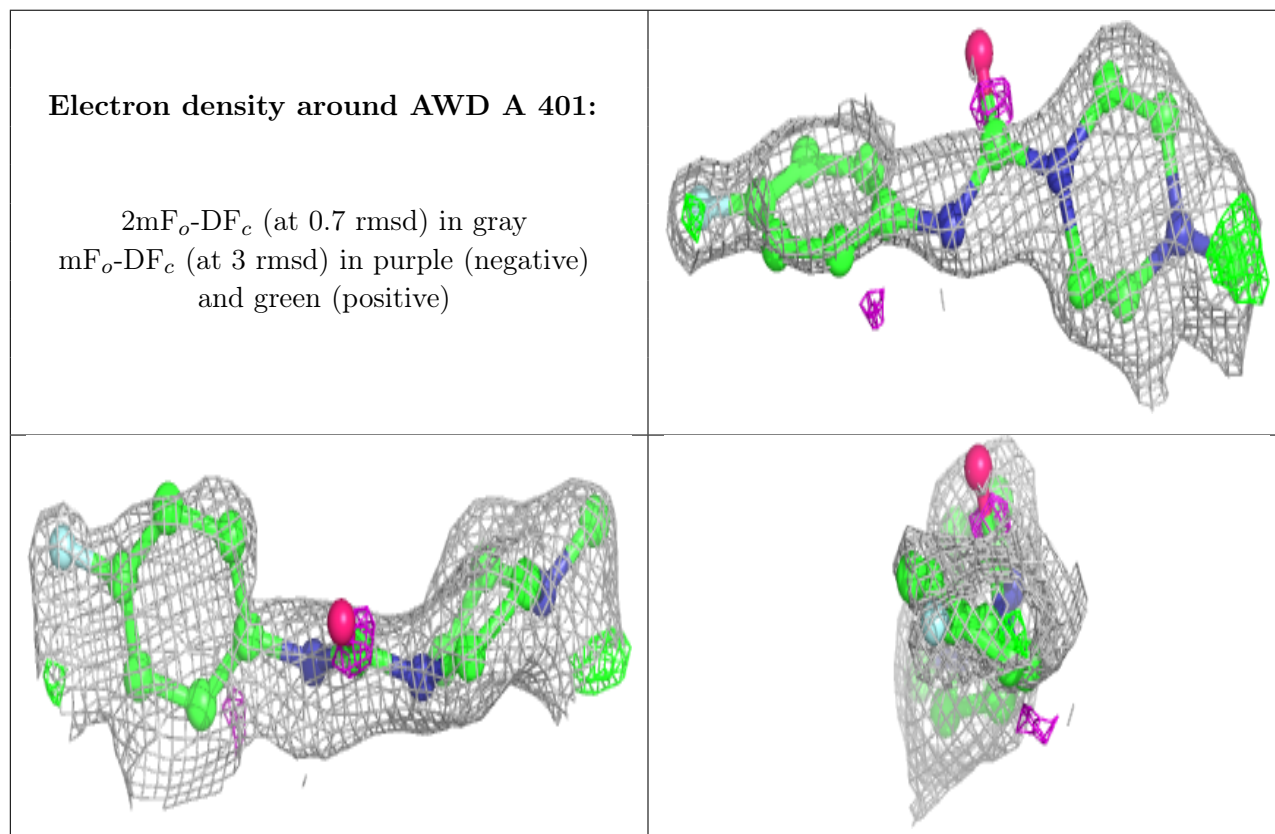 Electron density around AWD A 401:
2mFₒ-DF𝒸 (at 0.7 rmsd) in gray
mFₒ-DF𝒸 (at 3 rmsd) in purple (negative)
and green (positive)